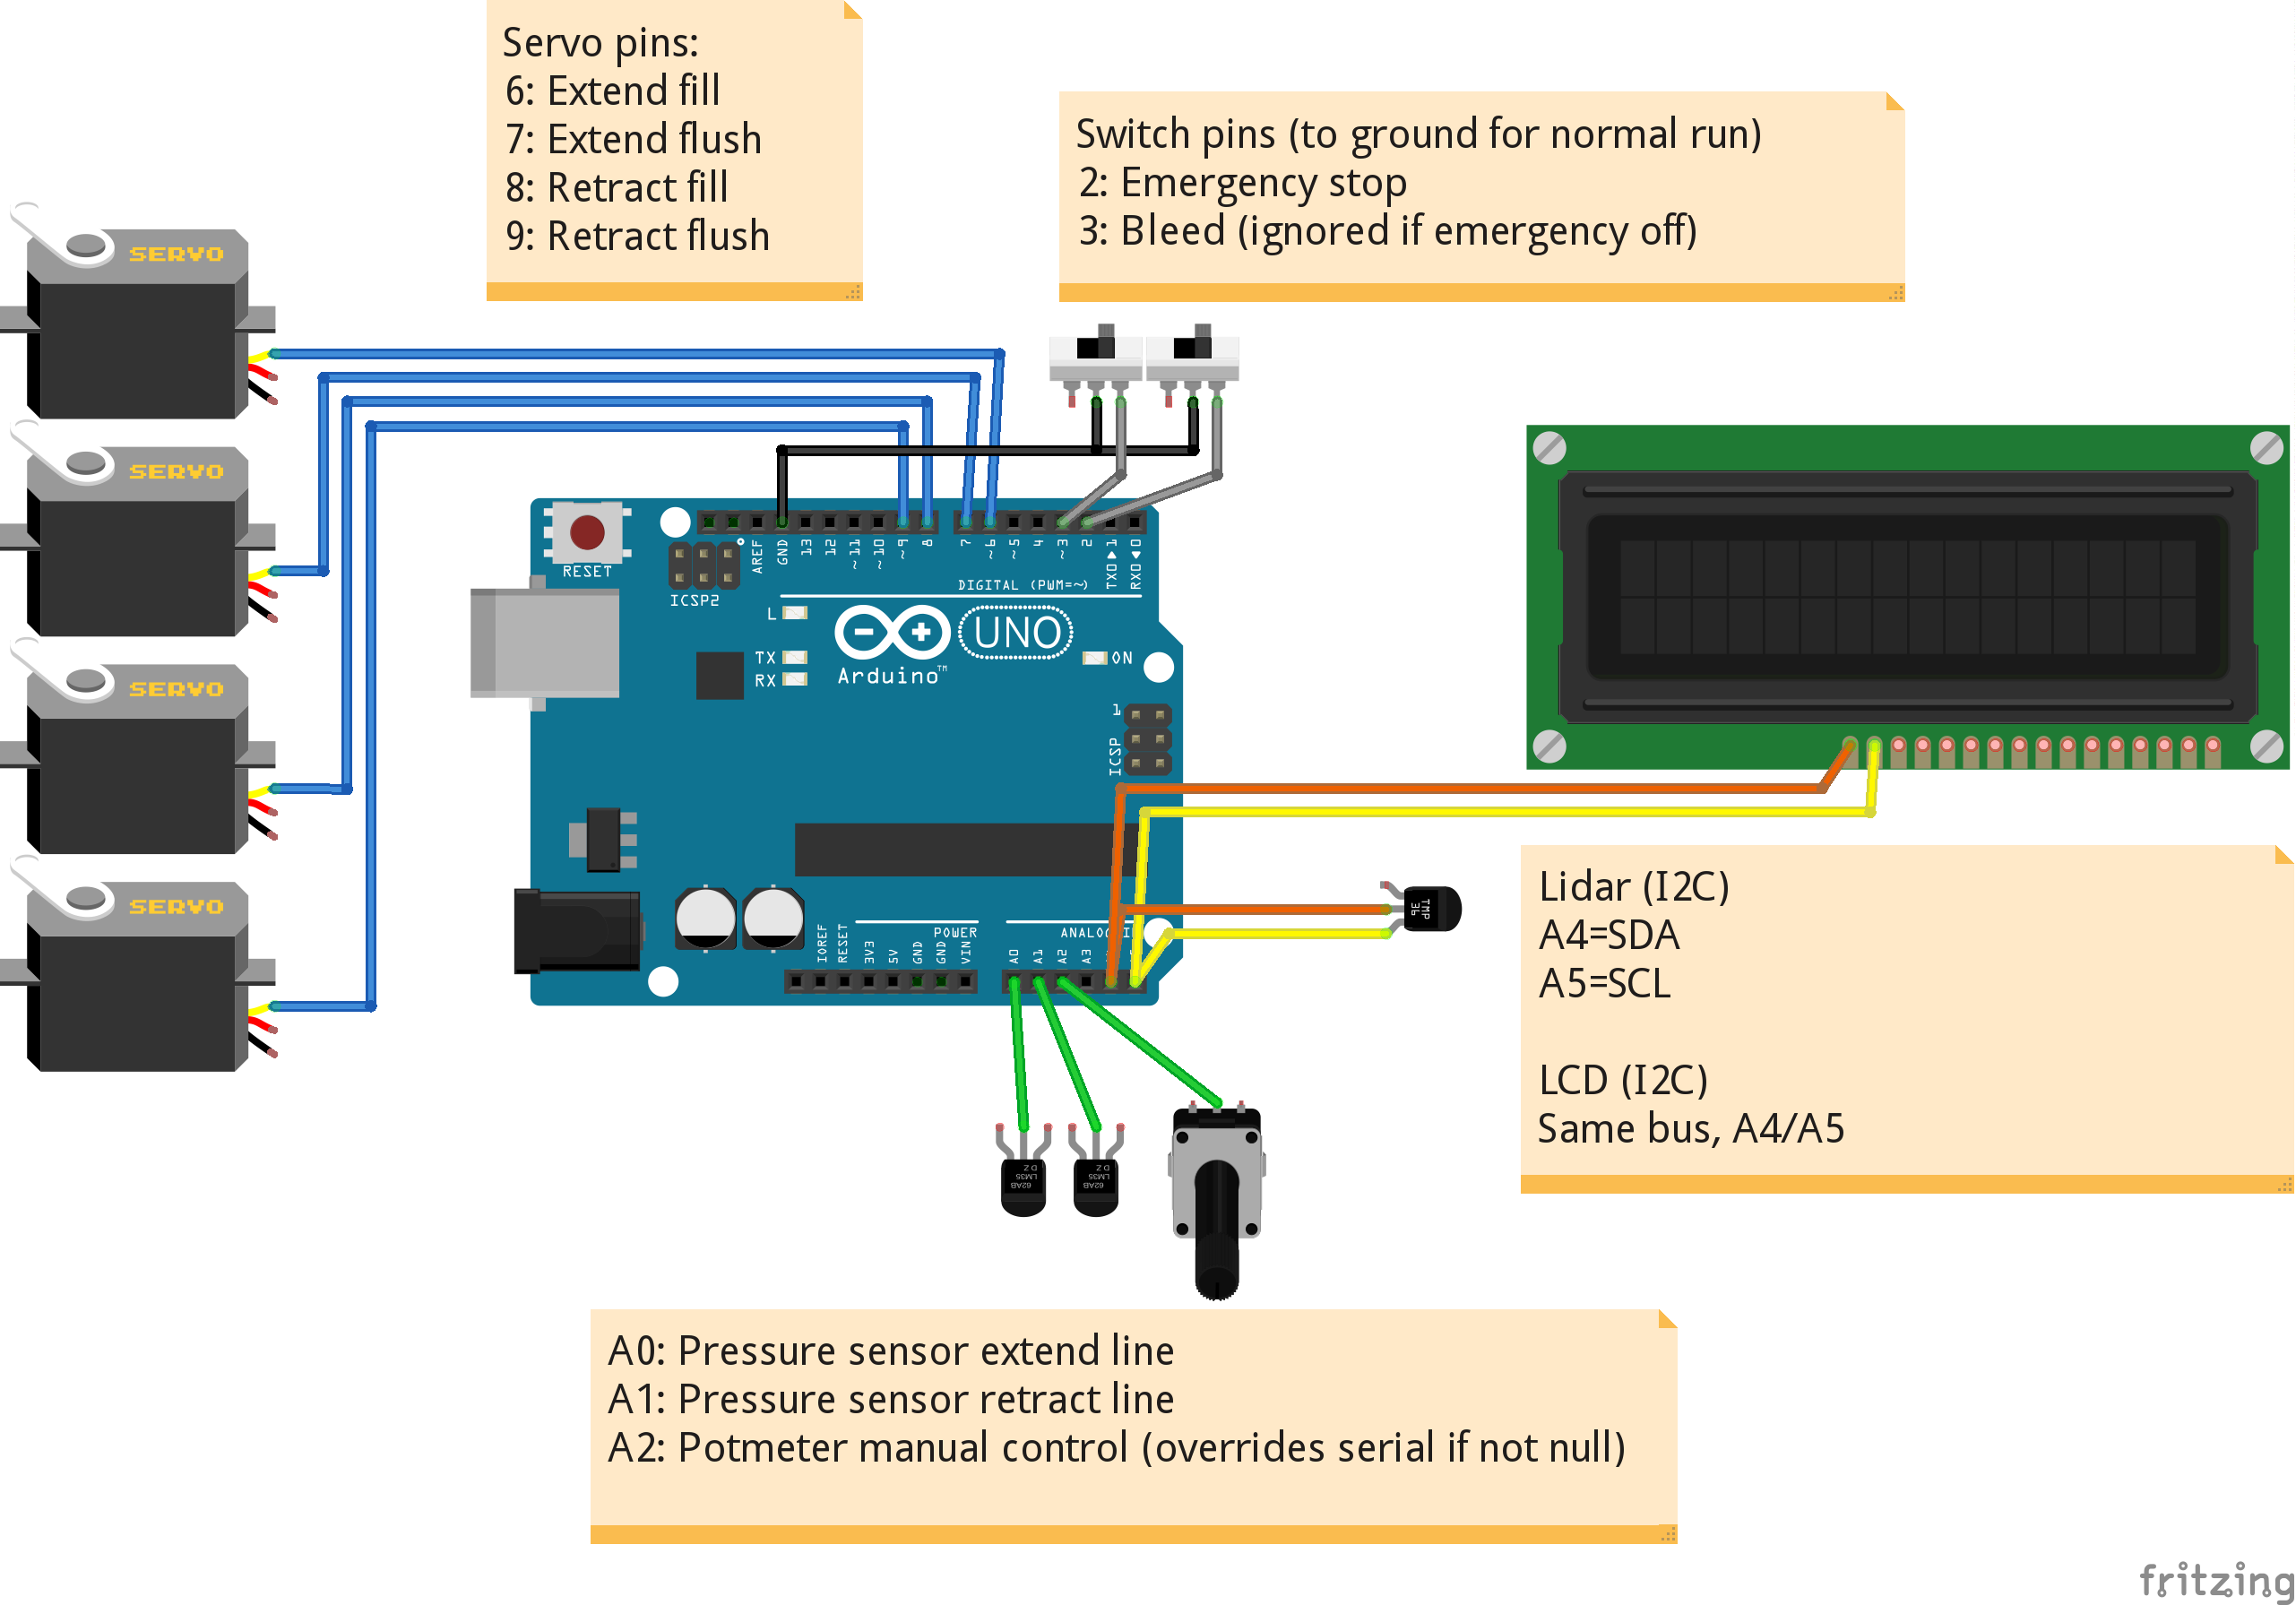 Servo pins:
6: Extend fill
7: Extend flush
8: Retract fill
9: Retract flush
Switch pins (to ground for normal run)
2: Emergency stop
3: Bleed (ignored if emergency off)
SERVO
SERVO
SERVO
SERVO
RESET
ICSP2
AREF
GND
13
12
~11
~10
~9
8
7
~6
~5
4
~3
2
TX0▶1
RX0◀0
DIGITAL (PWM=~)
L
TX
RX
Arduino™
UNO
ON
1
ICSP
IOREF
RESET
3V3
5V
GND
GND
VIN
POWER
A0
A1
A2
A3
TMP
36
LM35
DZ
62AB
LM35
DZ
62AB
Lidar (I2C)
A4=SDA
A5=SCL
LCD (I2C)
Same bus, A4/A5
A0: Pressure sensor extend line
A1: Pressure sensor retract line
A2: Potmeter manual control (overrides serial if not null)
fritzing